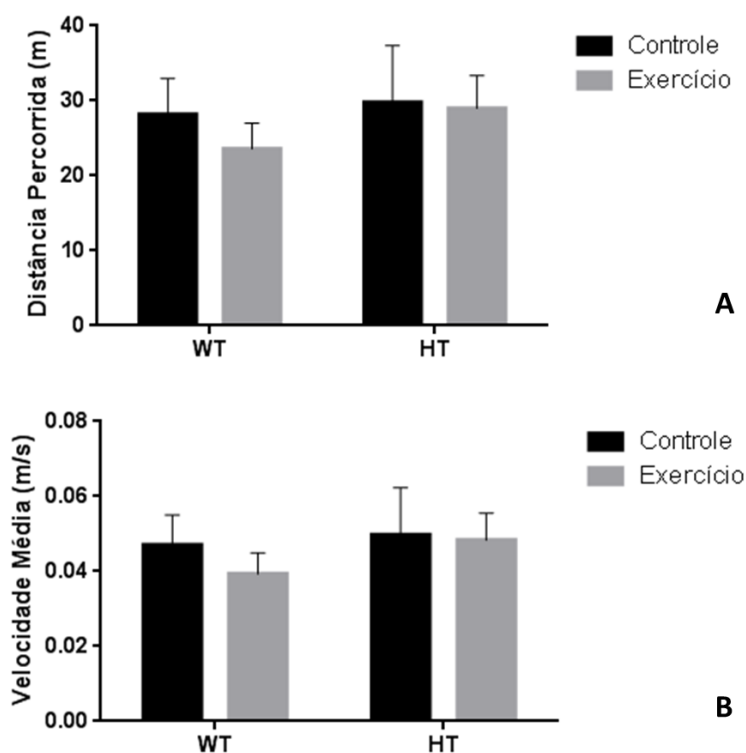 Distância Percorrida (m)
40
30
20
10
0
WT
HT
Controle
Exercício
A
Velocidade Média (m/s)
0.08
0.06
0.04
0.02
0.00
WT
HT
Controle
Exercício
B